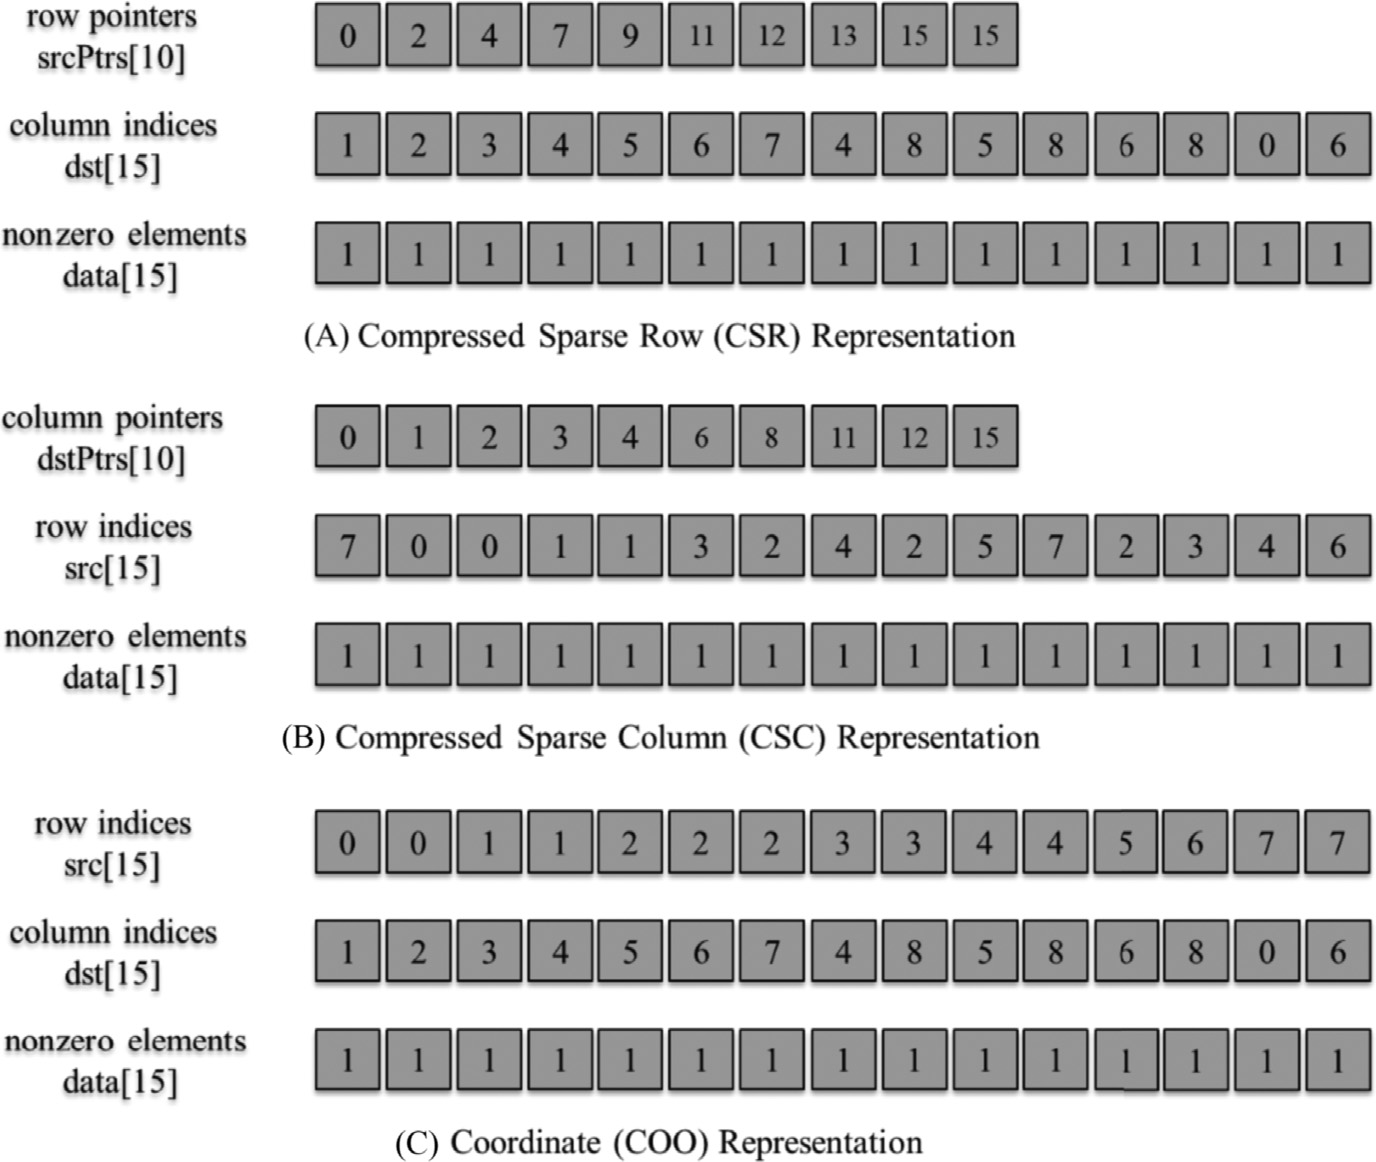 row pointers
srcPtrs[10]
0 2 4 7 9 11 12 13 15 15
column indices
dst[15]
1 2 3 4 5 6 7 4 8 5 8 6 8 0 6
nonzero elements
data[15]
1 1 1 1 1 1 1 1 1 1 1 1 1 1 1
(A) Compressed Sparse Row (CSR) Representation
column pointers
dstPtrs[10]
0 1 2 3 4 6 8 11 12 15
row indices
src[15]
7 0 0 1 1 3 2 4 2 5 7 2 3 4 6
nonzero elements
data[15]
1 1 1 1 1 1 1 1 1 1 1 1 1 1 1
(B) Compressed Sparse Column (CSC) Representation
row indices
src[15]
0 0 1 1 2 2 2 3 3 4 4 5 6 7 7
column indices
dst[15]
1 2 3 4 5 6 7 4 8 5 8 6 8 0 6
nonzero elements
data[15]
1 1 1 1 1 1 1 1 1 1 1 1 1 1 1
(C) Coordinate (COO) Representation